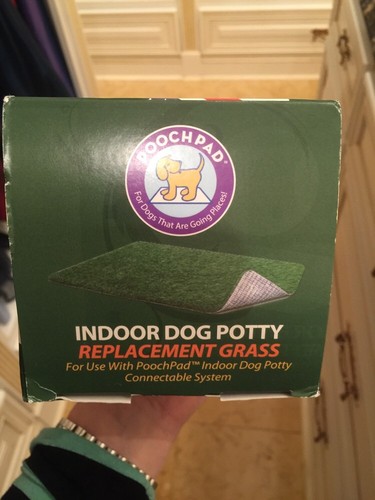 POOCHPAD
For Dogs That Are Going Places!
INDOOR DOG POTTY
REPLACEMENT GRASS
For Use With PoochPad™ Indoor Dog Potty
Connectable System